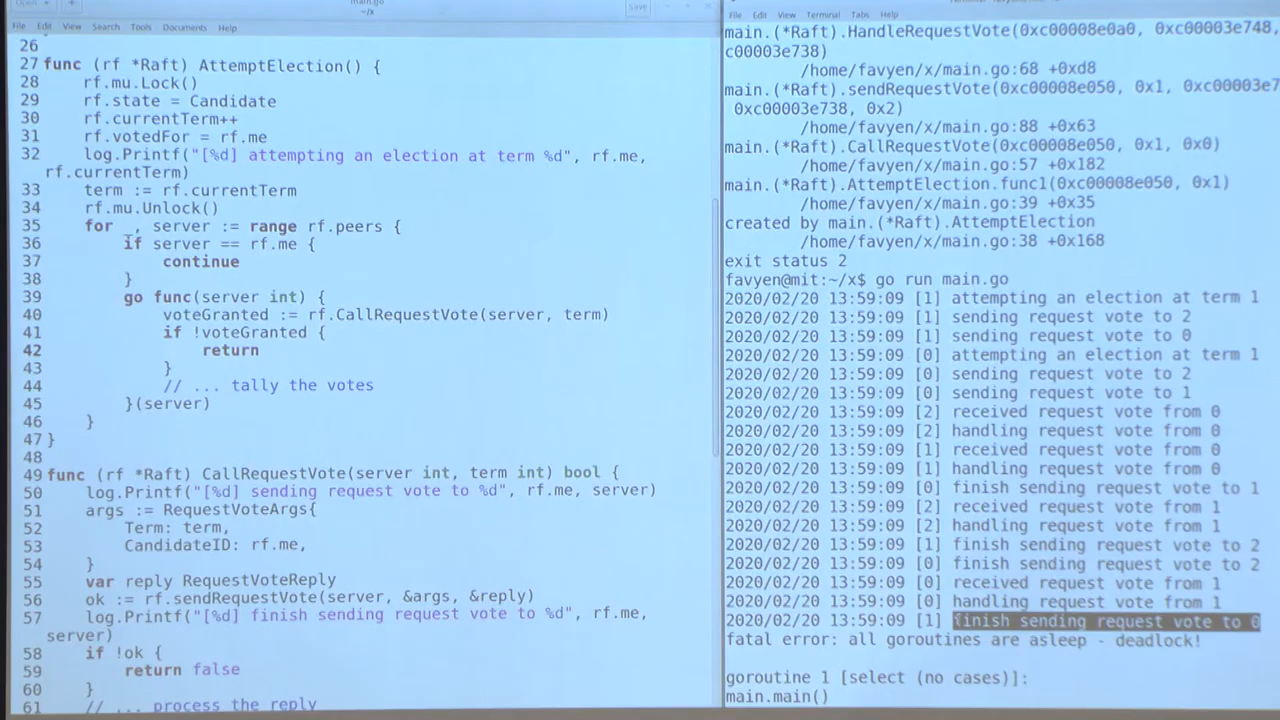 Open
main.go
~/x
Save
File Edit View Search Tools Documents Help
26
27 func (rf *Raft) AttemptElection() {
28 rf.mu.Lock()
29 rf.state = Candidate
30 rf.currentTerm++
31 rf.votedFor = rf.me
32 log.Printf("[%d] attempting an election at term %d", rf.me,
rf.currentTerm)
33 term := rf.currentTerm
34 rf.mu.Unlock()
35 for _, server := range rf.peers {
36 if server == rf.me {
37 continue
38 }
39 go func(server int) {
40 voteGranted := rf.CallRequestVote(server, term)
41 if !voteGranted {
42 return
43 }
44 // ... tally the votes
45 }(server)
46 }
47 }
48
49 func (rf *Raft) CallRequestVote(server int, term int) bool {
50 log.Printf("[%d] sending request vote to %d", rf.me, server)
51 args := RequestVoteArgs{
52 Term: term,
53 CandidateID: rf.me,
54 }
55 var reply RequestVoteReply
56 ok := rf.sendRequestVote(server, &args, &reply)
57 log.Printf("[%d] finish sending request vote to %d", rf.me,
server)
58 if !ok {
59 return false
60 }
61 // ... process the reply
File Edit View Terminal Tabs Help
main.(*Raft).HandleRequestVote(0xc00008e0a0, 0xc00003e748,
c00003e738)
/home/favyen/x/main.go:68 +0xd8
main.(*Raft).sendRequestVote(0xc00008e050, 0x1, 0xc00003e7
0xc00003e738, 0x2)
/home/favyen/x/main.go:88 +0x63
main.(*Raft).CallRequestVote(0xc00008e050, 0x1, 0x0)
/home/favyen/x/main.go:57 +0x182
main.(*Raft).AttemptElection.func1(0xc00008e050, 0x1)
/home/favyen/x/main.go:39 +0x35
created by main.(*Raft).AttemptElection
/home/favyen/x/main.go:38 +0x168
exit status 2
favyen@mit:~/x$ go run main.go
2020/02/20 13:59:09 [1] attempting an election at term 1
2020/02/20 13:59:09 [1] sending request vote to 2
2020/02/20 13:59:09 [1] sending request vote to 0
2020/02/20 13:59:09 [0] attempting an election at term 1
2020/02/20 13:59:09 [0] sending request vote to 2
2020/02/20 13:59:09 [0] sending request vote to 1
2020/02/20 13:59:09 [2] received request vote from 0
2020/02/20 13:59:09 [2] handling request vote from 0
2020/02/20 13:59:09 [1] received request vote from 0
2020/02/20 13:59:09 [1] handling request vote from 0
2020/02/20 13:59:09 [0] finish sending request vote to 1
2020/02/20 13:59:09 [2] received request vote from 1
2020/02/20 13:59:09 [2] handling request vote from 1
2020/02/20 13:59:09 [1] finish sending request vote to 2
2020/02/20 13:59:09 [0] finish sending request vote to 2
2020/02/20 13:59:09 [0] received request vote from 1
2020/02/20 13:59:09 [0] handling request vote from 1
2020/02/20 13:59:09 [1] finish sending request vote to 0
fatal error: all goroutines are asleep - deadlock!
goroutine 1 [select (no cases)]:
main.main()